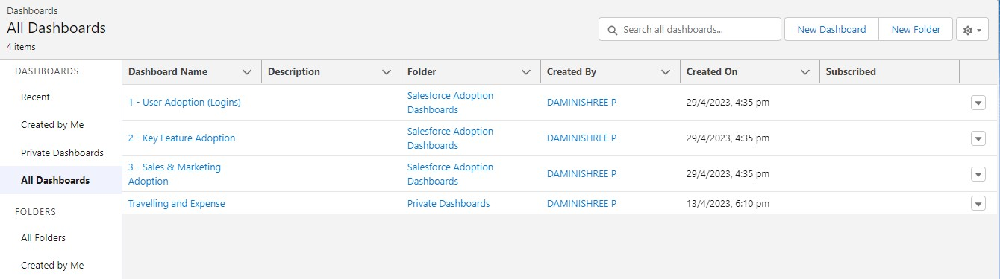 Dashboards
All Dashboards
4 items
Search all dashboards...
New Dashboard
New Folder
DASHBOARDS
Recent
Created by Me
Private Dashboards
All Dashboards
FOLDERS
All Folders
Created by Me
Dashboard Name Description Folder Created By Created On Subscribed
1 - User Adoption (Logins) Salesforce Adoption DAMINISHREE P 29/4/2023, 4:35 pm
Dashboards
2 - Key Feature Adoption Salesforce Adoption DAMINISHREE P 29/4/2023, 4:35 pm
Dashboards
3 - Sales & Marketing Salesforce Adoption DAMINISHREE P 29/4/2023, 4:35 pm
Adoption Dashboards
Travelling and Expense Private Dashboards DAMINISHREE P 13/4/2023, 6:10 pm